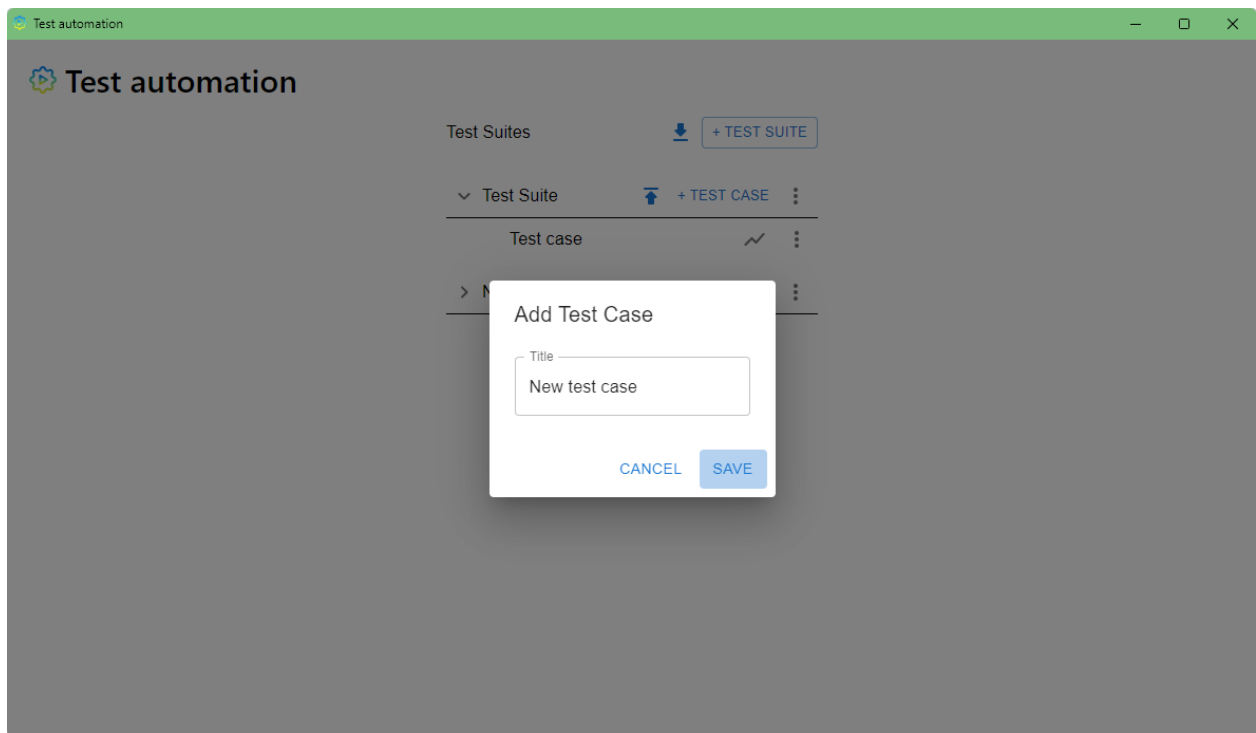 Test automation
Test automation
Test Suites + TEST SUITE
Test Suite + TEST CASE
Test case
Add Test Case
Title
New test case
CANCEL SAVE